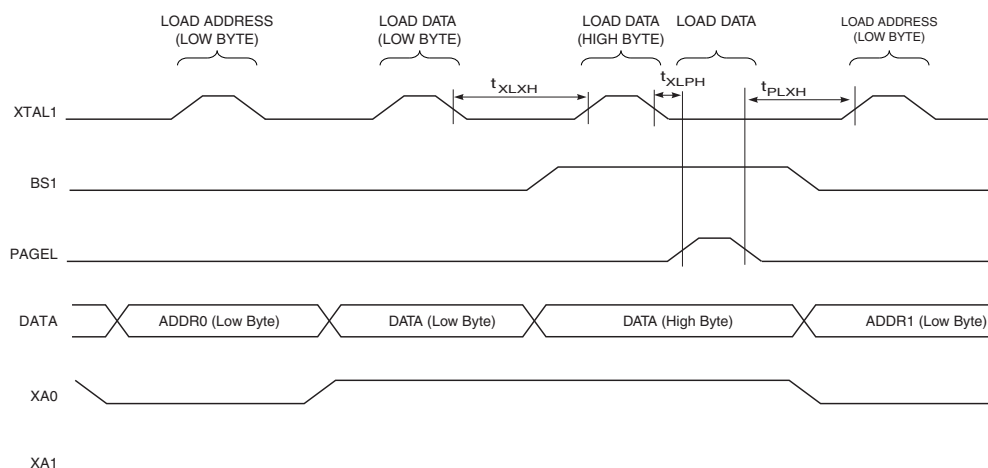 LOAD ADDRESS
(LOW BYTE)
LOAD DATA
(LOW BYTE)
LOAD DATA
(HIGH BYTE)
LOAD DATA
LOAD ADDRESS
(LOW BYTE)
tXLXH
tXLPH
tPLXH
XTAL1
BS1
PAGEL
DATA
ADDR0 (Low Byte)
DATA (Low Byte)
DATA (High Byte)
ADDR1 (Low Byte)
XA0
XA1